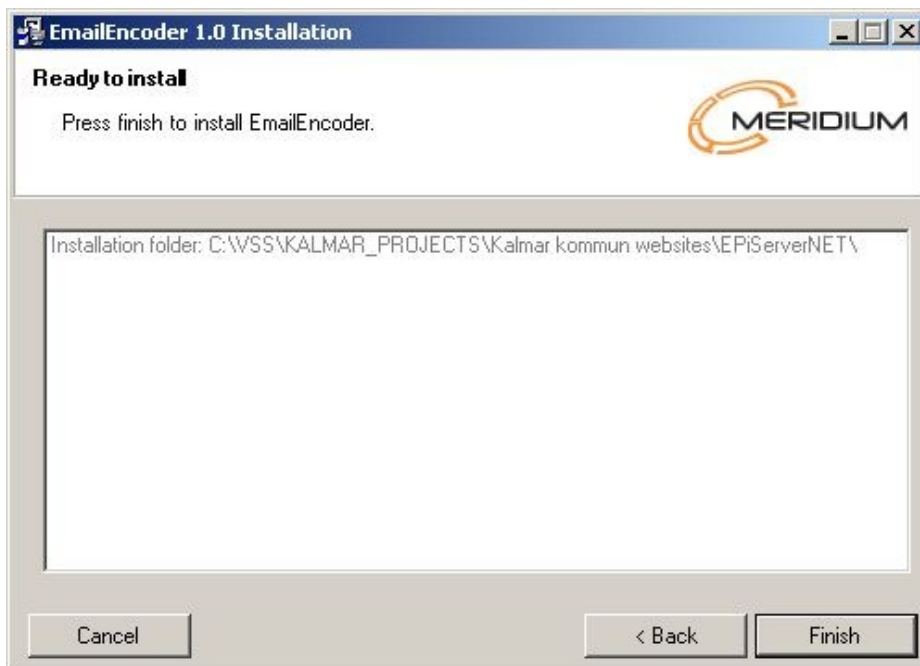 EmailEncoder 1.0 Installation
Ready to install
Press finish to install EmailEncoder.
MERIDIUM
Installation folder: C:\VSS\KALMAR_PROJECTS\Kalmar kommun websites\EPiServerNET\
Cancel
< Back
Finish